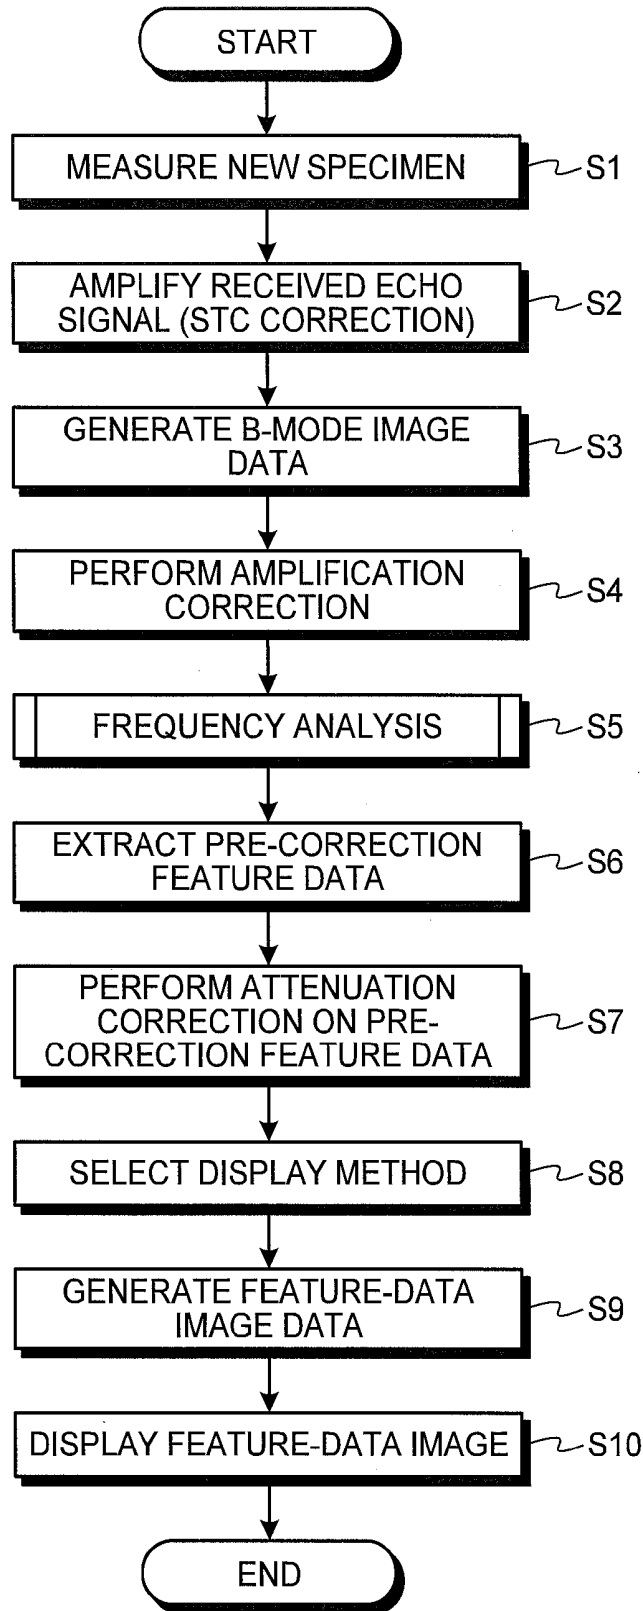 START
MEASURE NEW SPECIMEN
S1
AMPLIFY RECEIVED ECHO
SIGNAL (STC CORRECTION)
S2
GENERATE B-MODE IMAGE
DATA
S3
PERFORM AMPLIFICATION
CORRECTION
S4
FREQUENCY ANALYSIS
S5
EXTRACT PRE-CORRECTION
FEATURE DATA
S6
PERFORM ATTENUATION
CORRECTION ON PRE-
CORRECTION FEATURE DATA
S7
SELECT DISPLAY METHOD
S8
GENERATE FEATURE-DATA
IMAGE DATA
S9
DISPLAY FEATURE-DATA IMAGE
S10
END